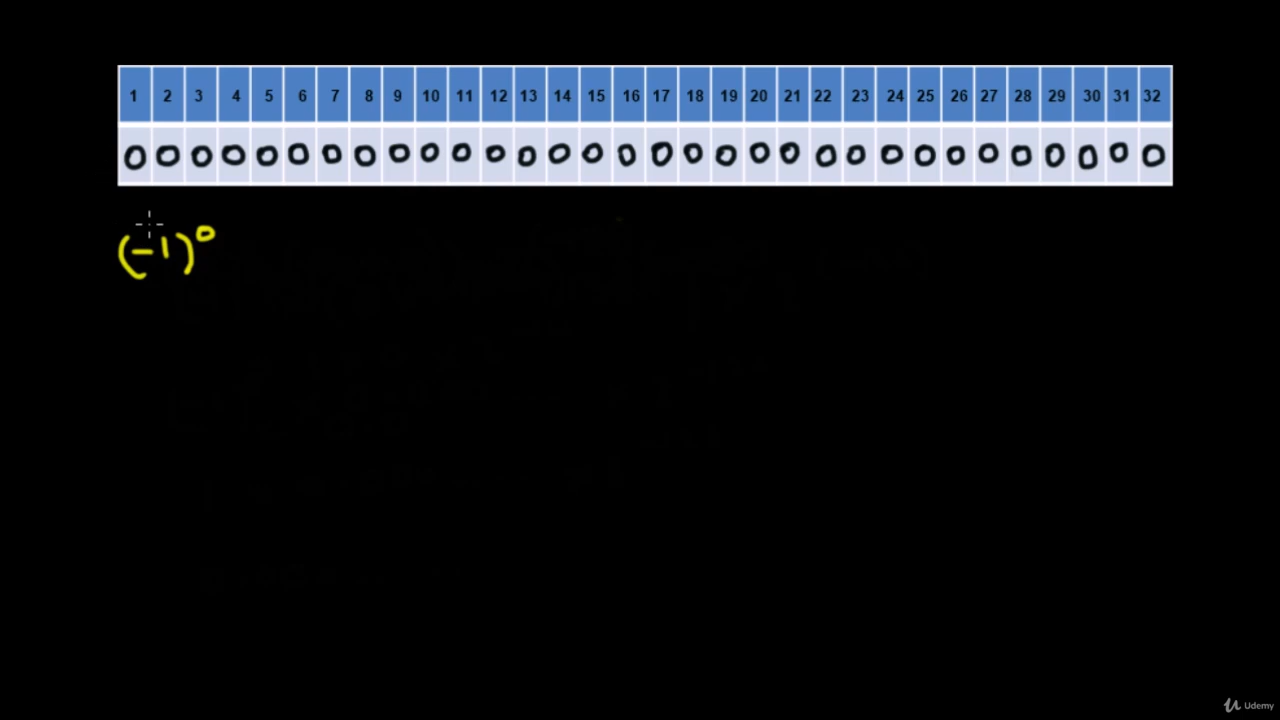 1 2 3 4 5 6 7 8 9 10 11 12 13 14 15 16 17 18 19 20 21 22 23 24 25 26 27 28 29 30 31 32
0 0 0 0 0 0 0 0 0 0 0 0 0 0 0 0 0 0 0 0 0 0 0 0 0 0 0 0 0 0 0 0
(-1)⁰
Udemy